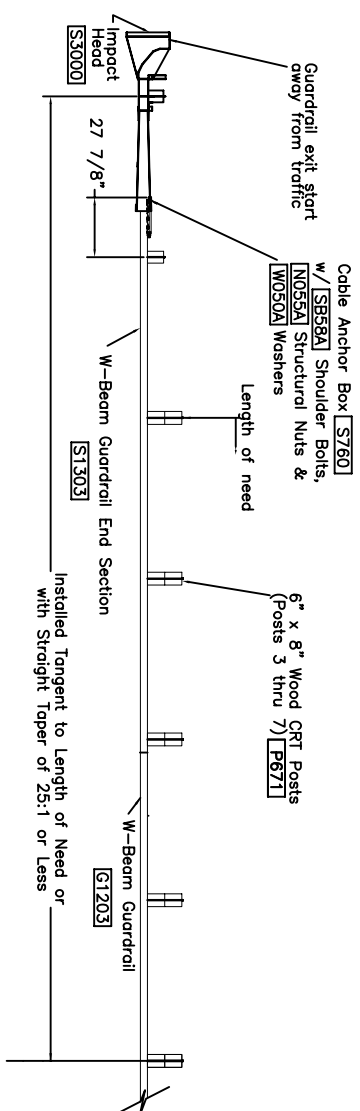 Guardrail exit start
away from traffic
Impact
Head
S3000
27 7/8"
Cable Anchor Box S760
w/ SB58A Shoulder Bolts,
N055A Structural Nuts &
W050A Washers
Length of need
W-Beam Guardrail End Section
S1303
6" x 8" Wood CRT Posts
(Posts 3 thru 7) P671
W-Beam Guardrail
G1203
Installed Tangent to Length of Need or
with Straight Taper of 25:1 or Less